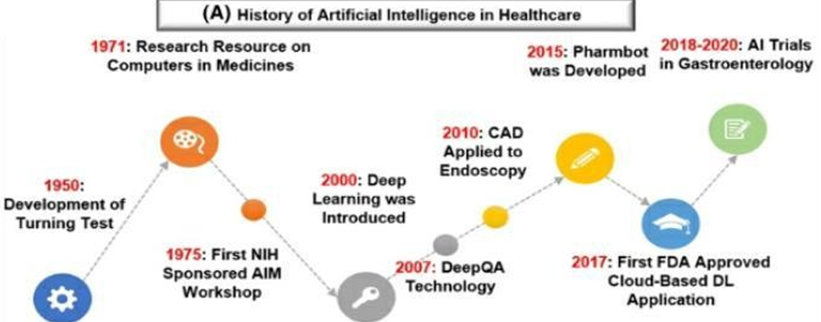 (A) History of Artificial Intelligence in Healthcare
1971: Research Resource on
Computers in Medicines
2015: Pharmbot
was Developed
2018-2020: AI Trials
in Gastroenterology
2010: CAD
Applied to
Endoscopy
1950:
Development of
Turning Test
2000: Deep
Learning was
Introduced
1975: First NIH
Sponsored AIM
Workshop
2007: DeepQA
Technology
2017: First FDA Approved
Cloud-Based DL
Application